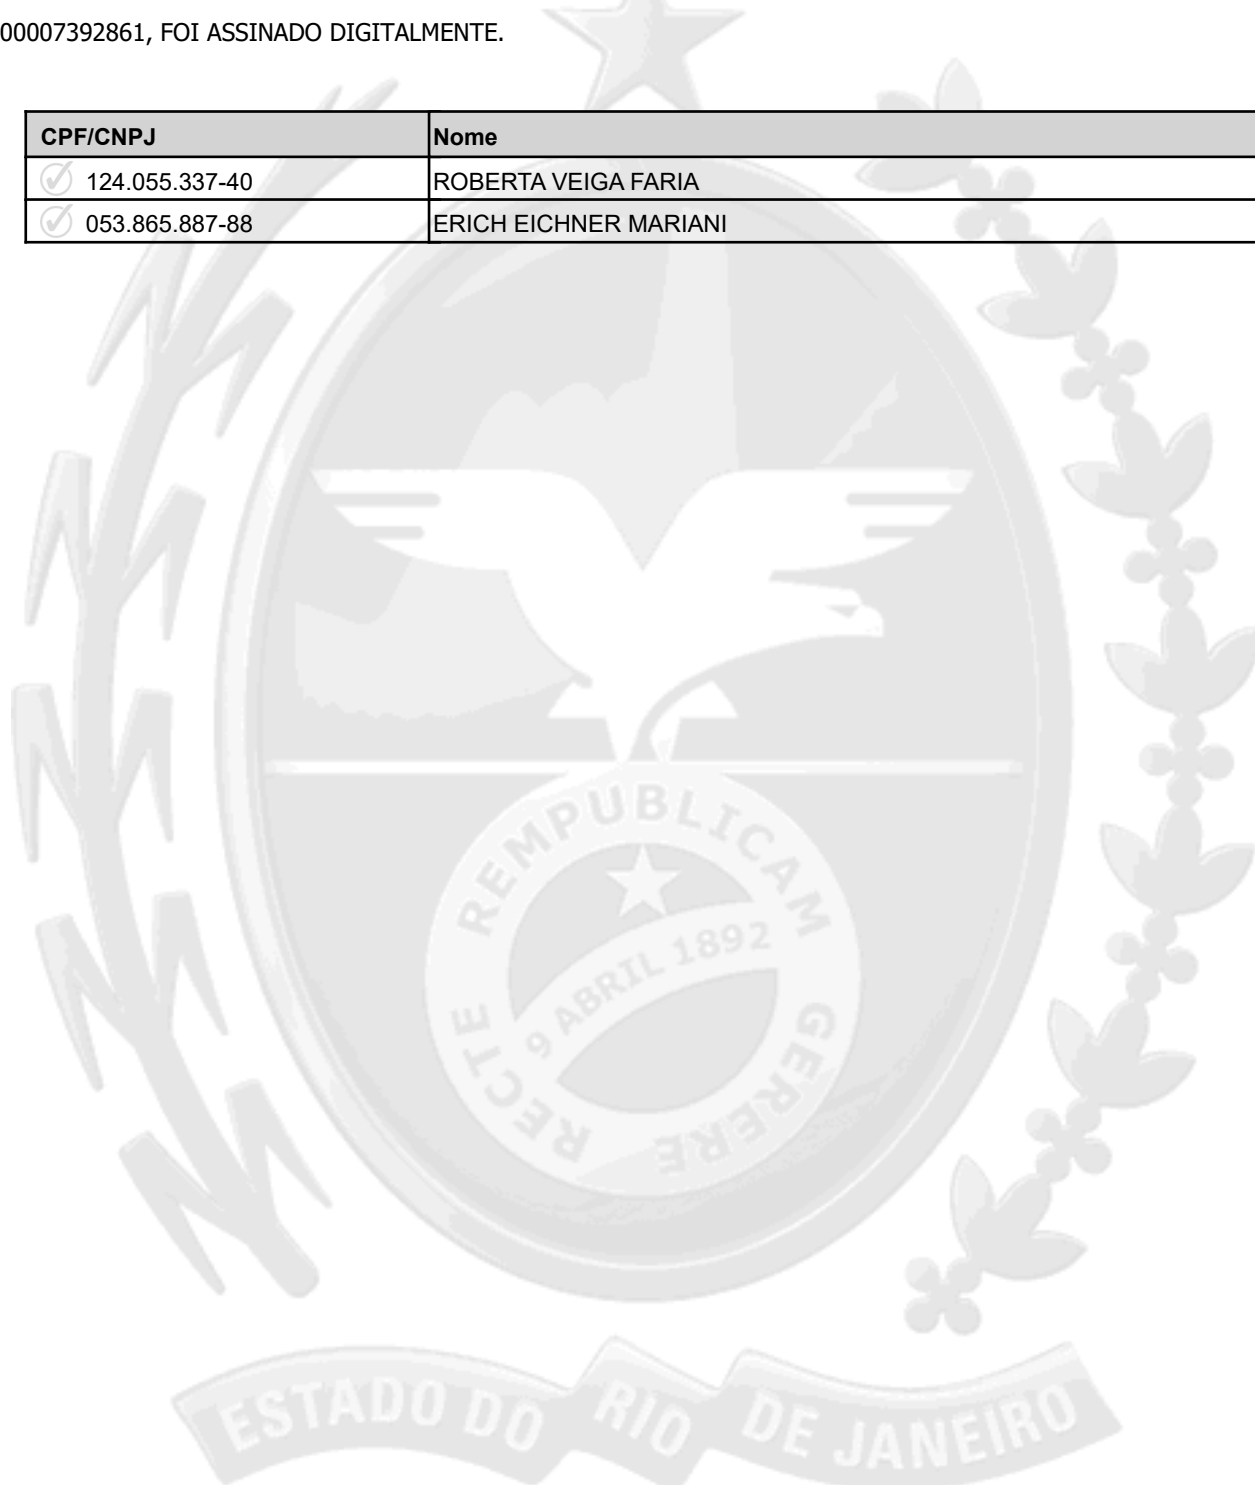 00007392861, FOI ASSINADO DIGITALMENTE.
CPF/CNPJ Nome
124.055.337-40 ROBERTA VEIGA FARIA
053.865.887-88 ERICH EICHNER MARIANI
RECTE REMPUBLICAM GERERE
9 ABRIL 1892
ESTADO DO RIO DE JANEIRO